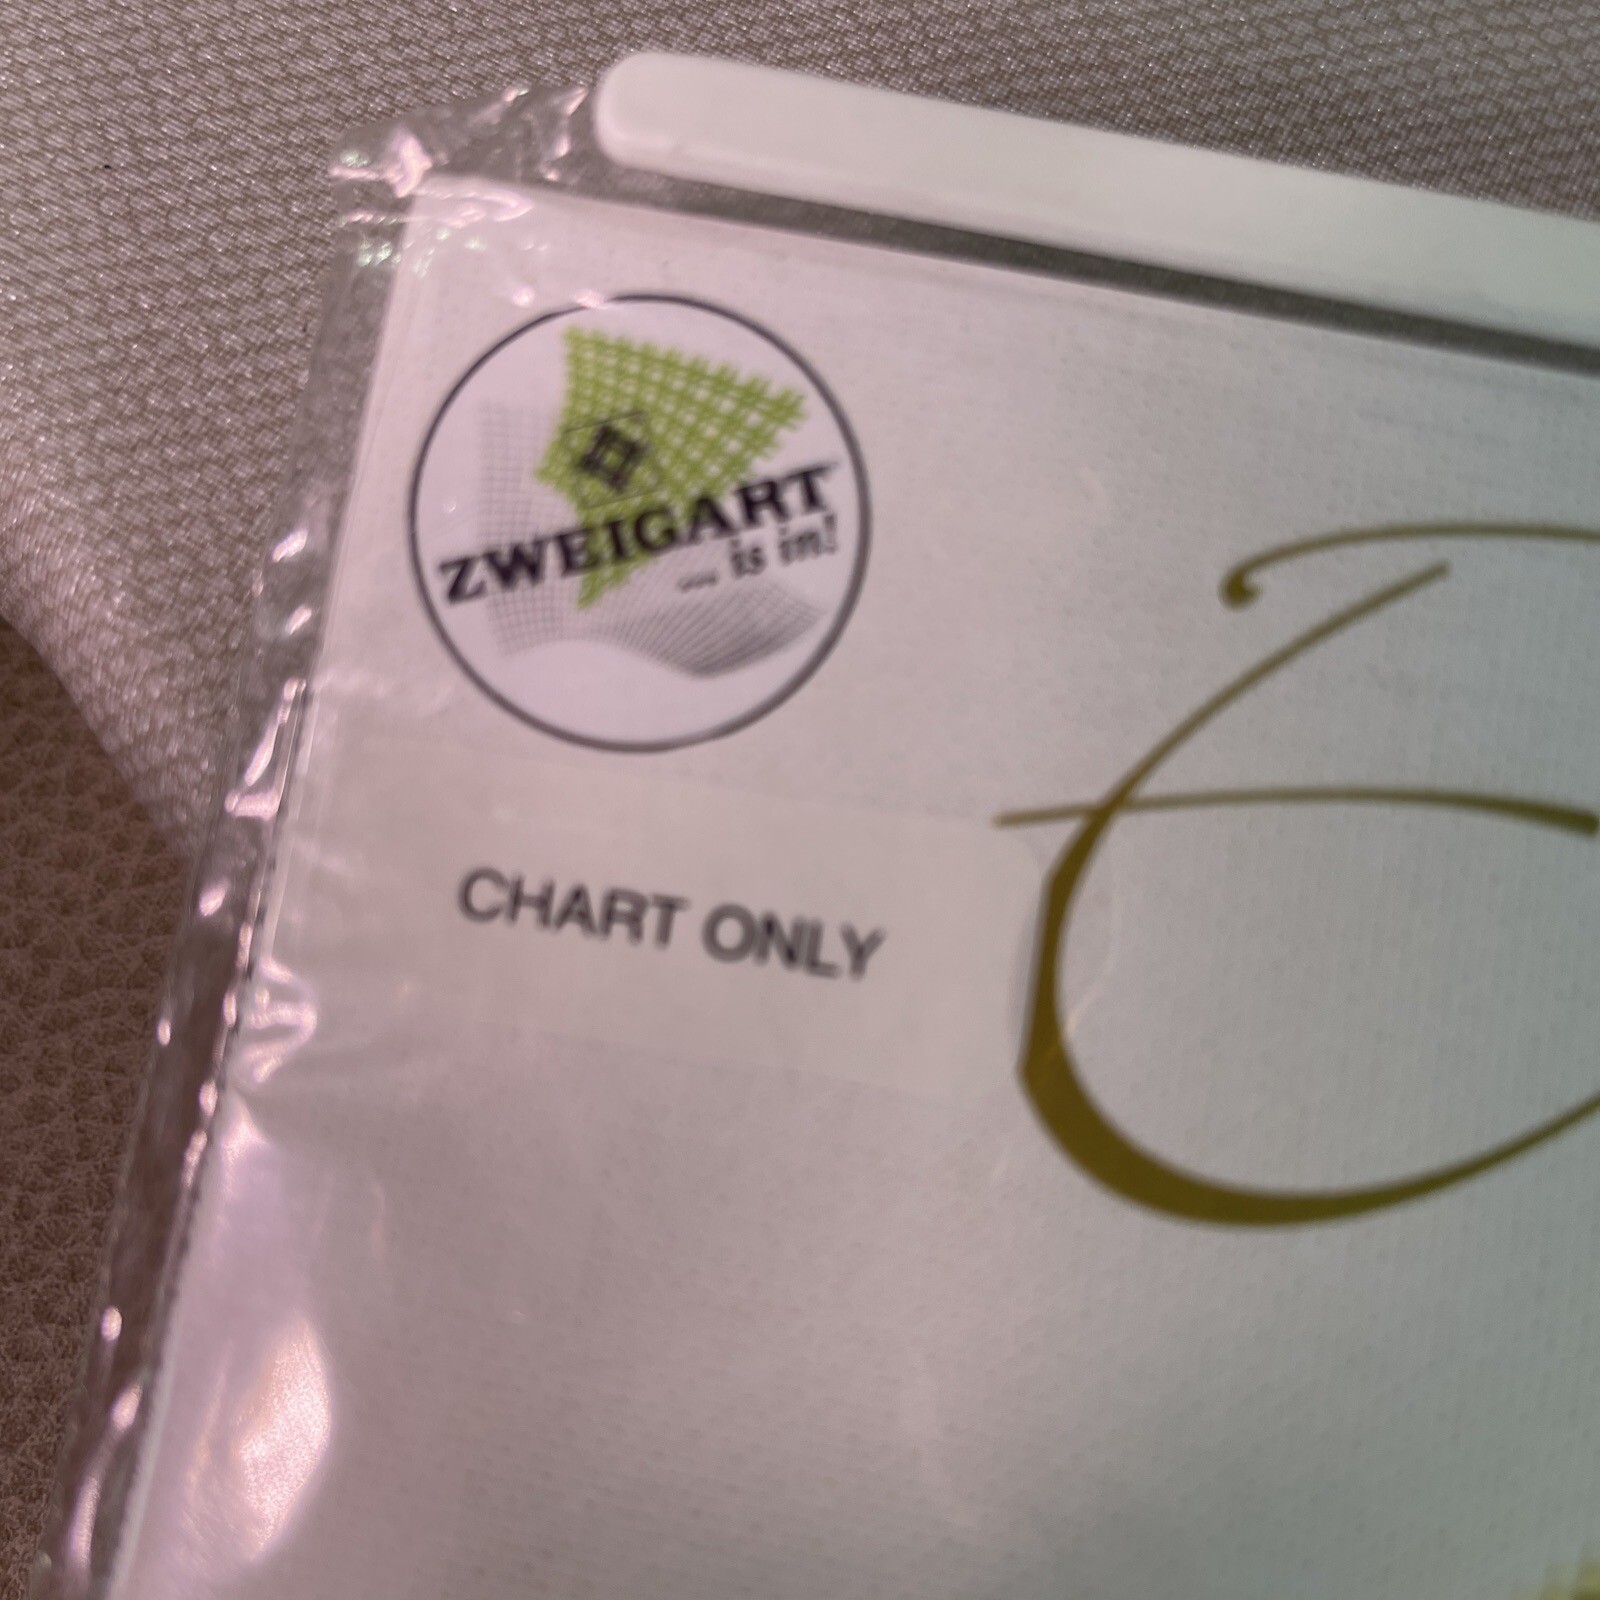 ZWEIGART
... is in!
CHART ONLY